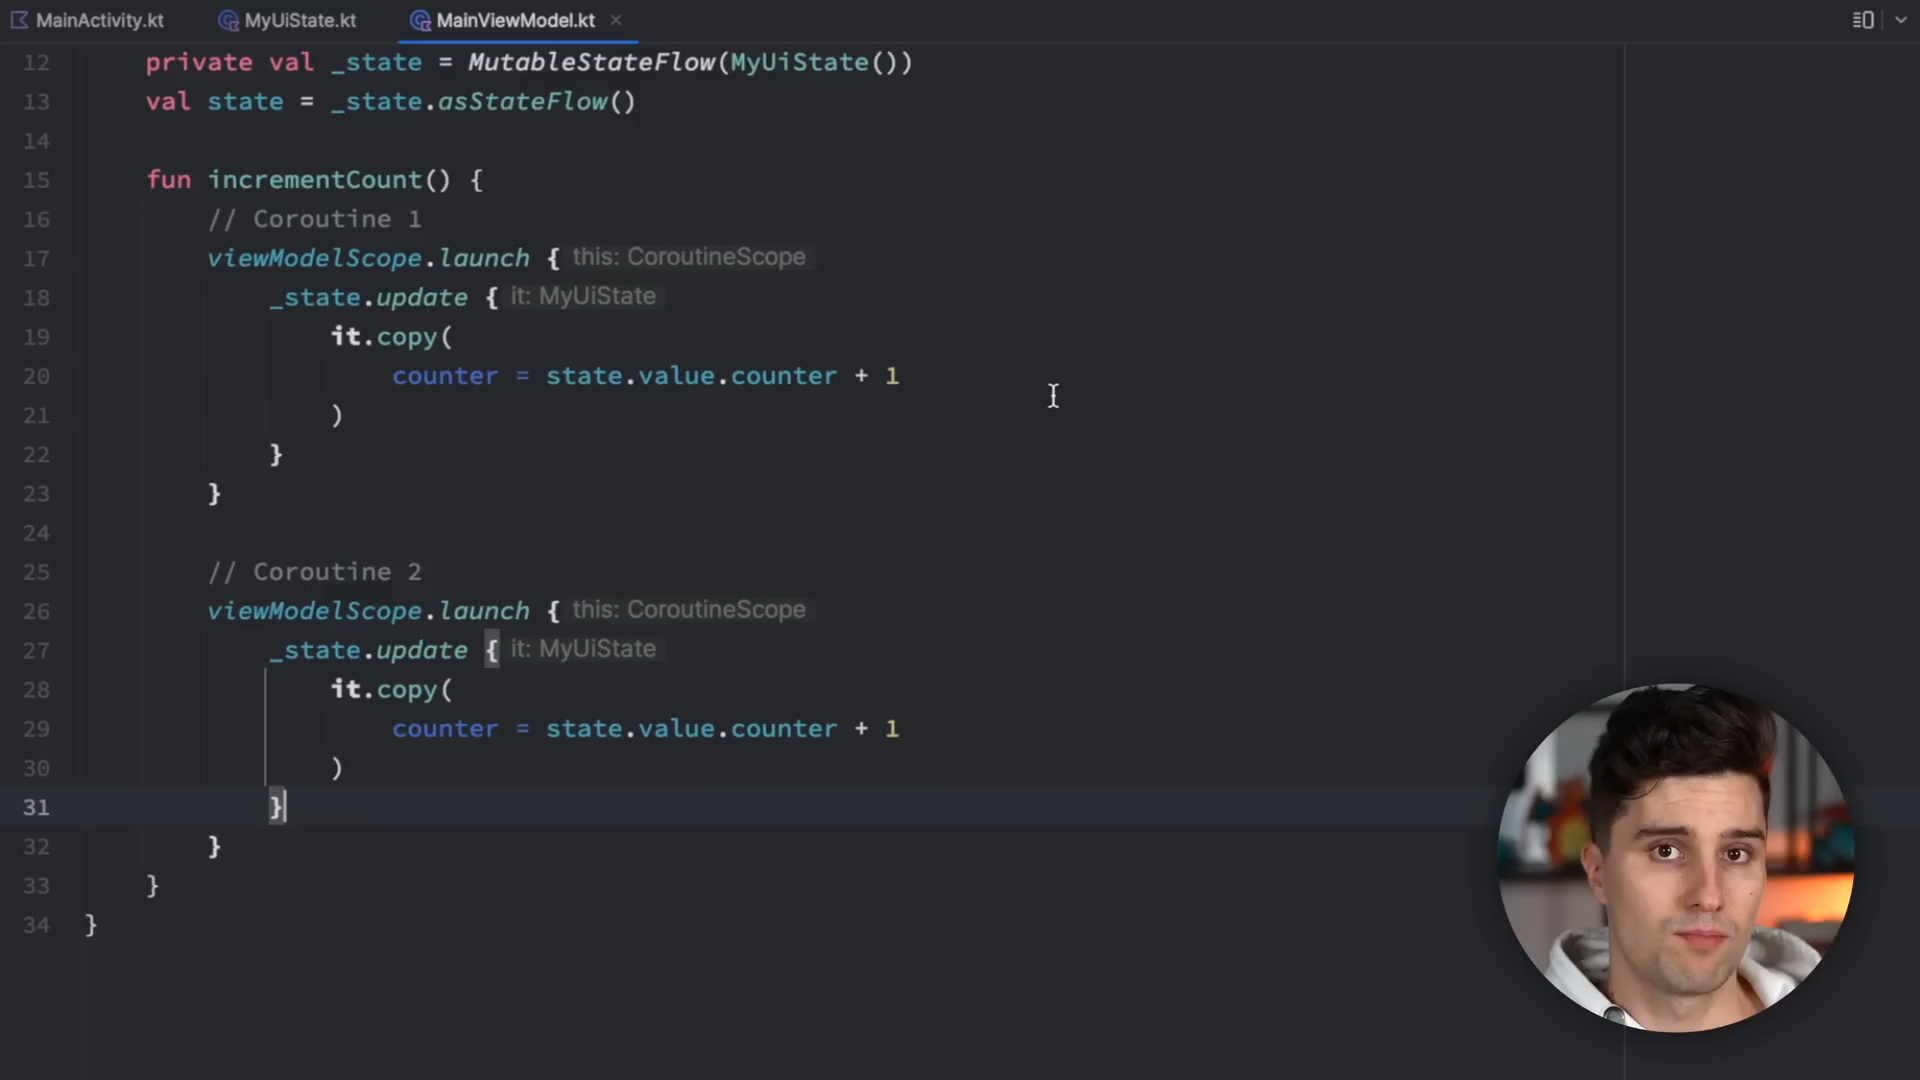 MainActivity.kt MyUiState.kt MainViewModel.kt
12 private val _state = MutableStateFlow(MyUiState())
13 val state = _state.asStateFlow()
14
15 fun incrementCount() {
16 // Coroutine 1
17 viewModelScope.launch { this: CoroutineScope
18 _state.update { it: MyUiState
19 it.copy(
20 counter = state.value.counter + 1
21 )
22 }
23 }
24
25 // Coroutine 2
26 viewModelScope.launch { this: CoroutineScope
27 _state.update { it: MyUiState
28 it.copy(
29 counter = state.value.counter + 1
30 )
31 }
32 }
33 }
34 }